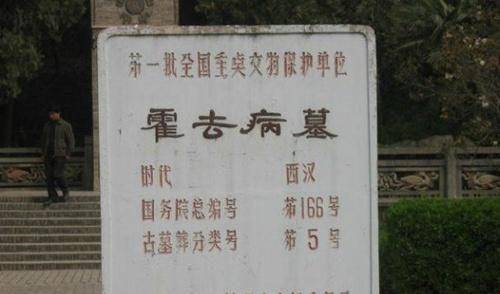 第一批全国重点文物保护单位
霍去病墓
时代 西汉
国务院总编号 第166号
古墓葬分类号 第5号